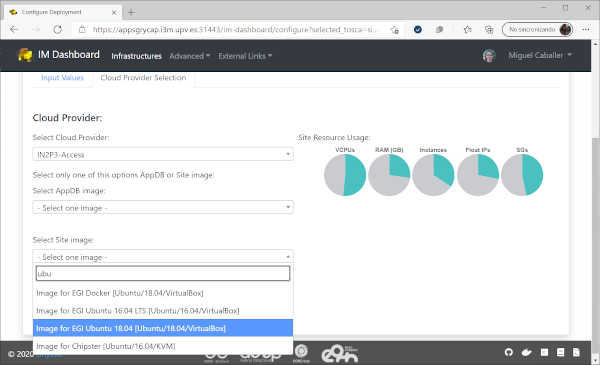 Configure Deployment
https://appsgrycap.i3m.upv.es:31443/im-dashboard/configure?selected_tosca=si...
No sincronizando
IM Dashboard
Infrastructures
Advanced
External Links
Miguel Caballer
Input Values
Cloud Provider Selection
Cloud Provider:
Select Cloud Provider:
IN2P3-Access
Select only one of this options AppDB or Site image:
Select AppDB image:
- Select one image -
Site Resource Usage:
VCPUs
RAM (GB)
Instances
Float IPs
SGs
Select Site image:
- Select one image -
ubu
Image for EGI Docker [Ubuntu/18.04/VirtualBox]
Image for EGI Ubuntu 16.04 LTS [Ubuntu/16.04/VirtualBox]
Image for EGI Ubuntu 18.04 [Ubuntu/18.04/VirtualBox]
Image for Chipster [Ubuntu/16.04/KVM]
© 2020